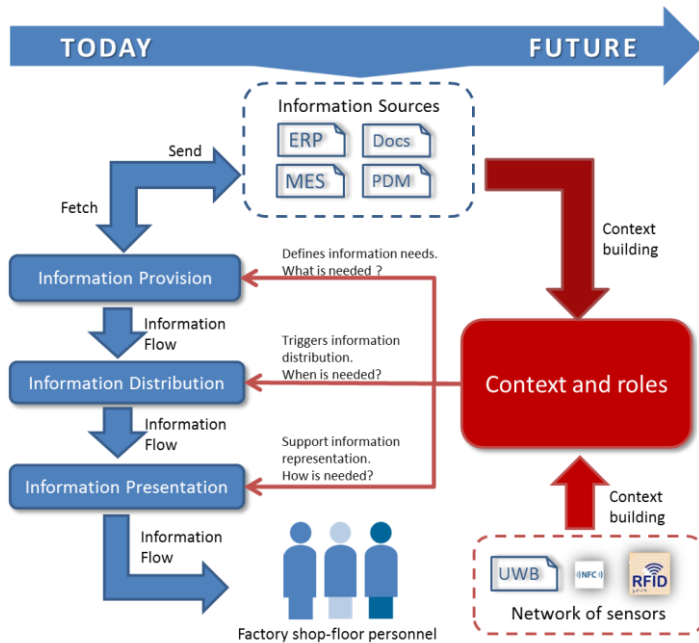 TODAY
FUTURE
Information Sources
ERP
Docs
MES
PDM
Send
Fetch
Context
building
Information Provision
Defines information needs.
What is needed ?
Information
Flow
Information Distribution
Triggers information
distribution.
When is needed?
Context and roles
Information
Flow
Information Presentation
Support information
representation.
How is needed?
Context
building
Information
Flow
UWB
NFC
RFID
Network of sensors
Factory shop-floor personnel